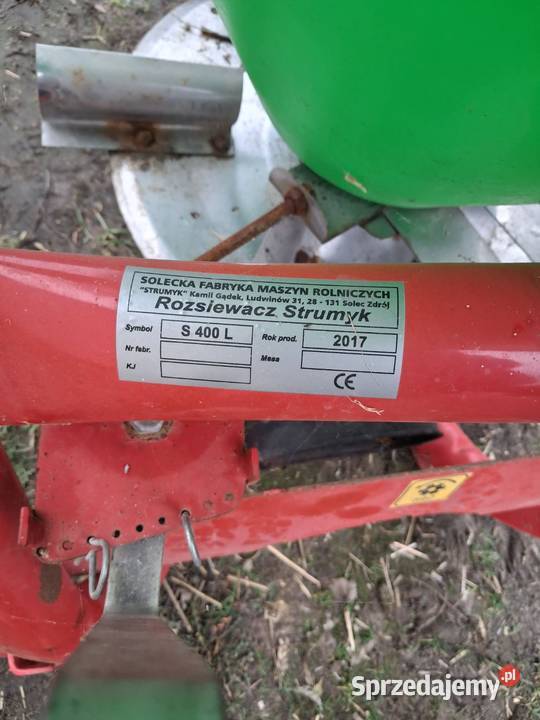 SOLECKA FABRYKA MASZYN ROLNICZYCH
"STRUMYK" Kamil Gądek, Ludwinów 31, 28 - 131 Solec Zdrój
Rozsiewacz Strumyk
Symbol S 400 L Rok prod. 2017
Nr fabr. Masa
KJ CE
Sprzedajemy.pl